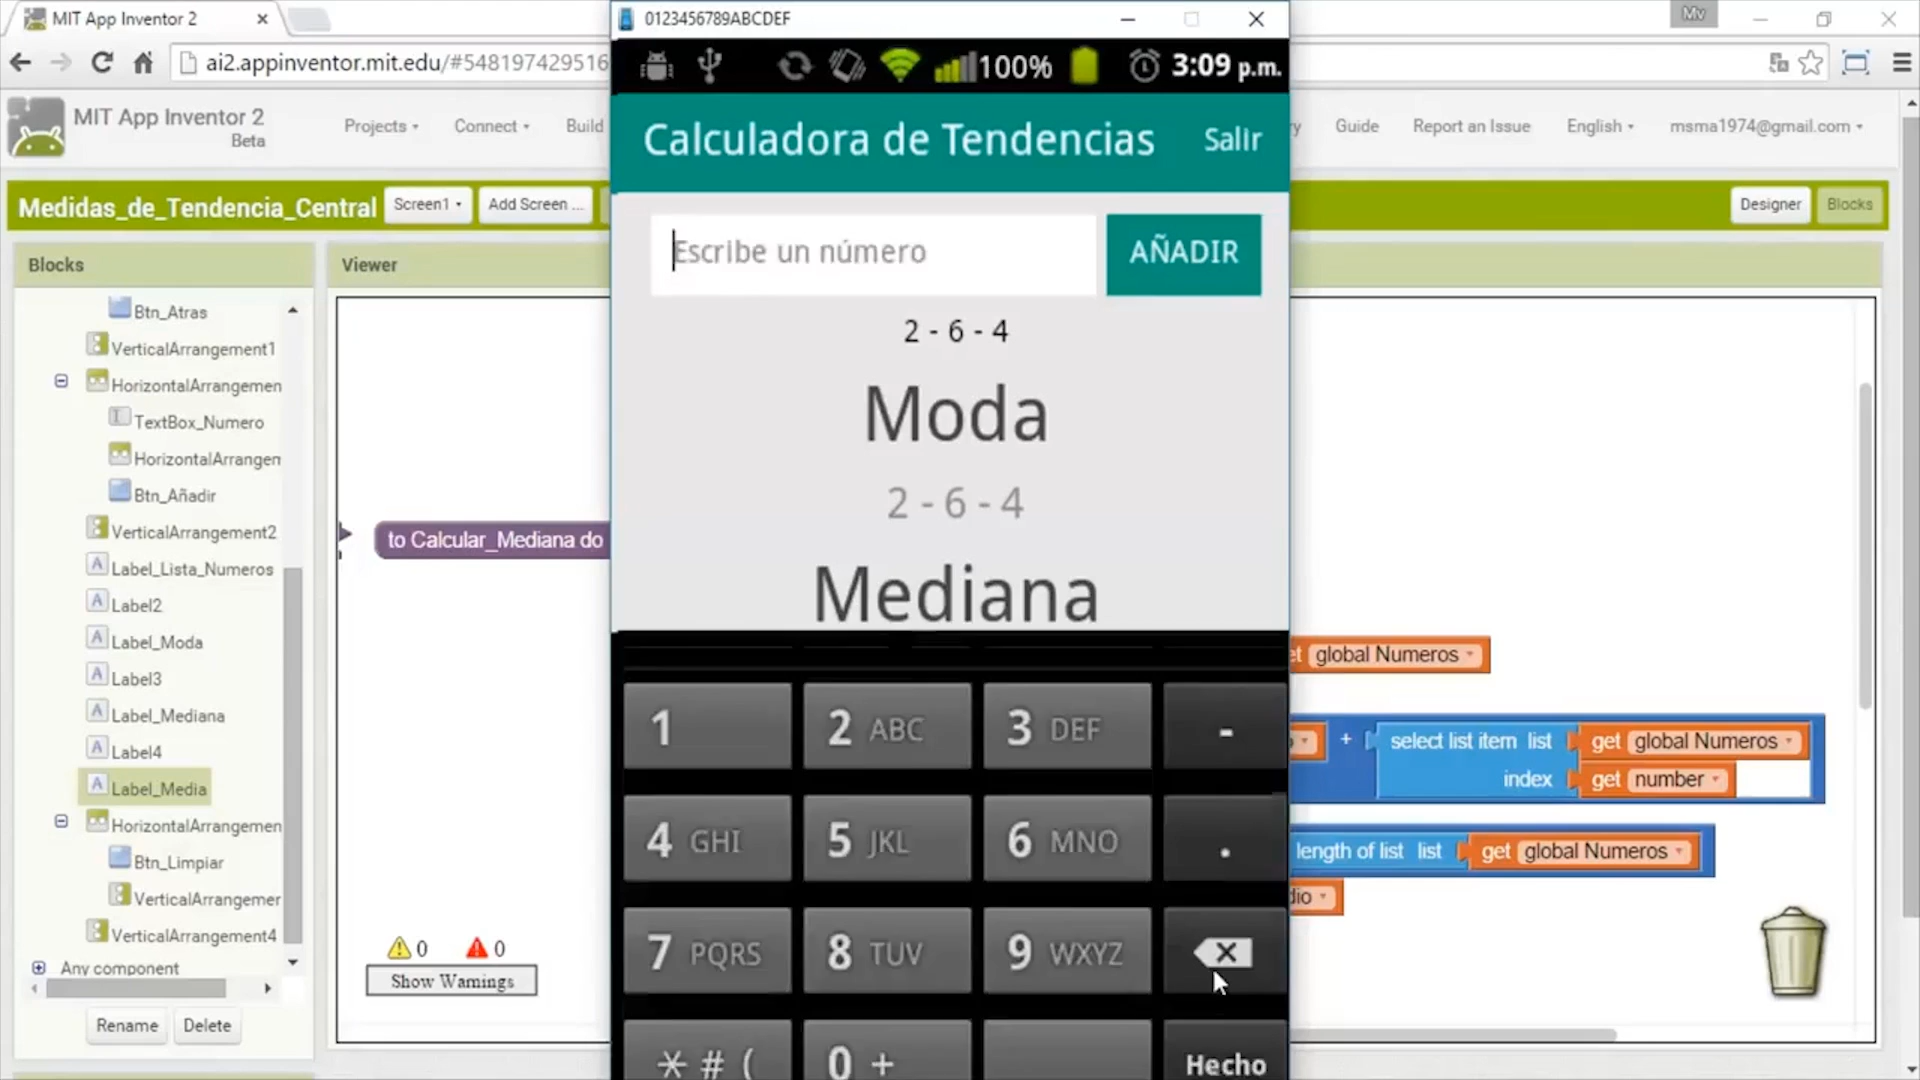 MIT App Inventor 2
0123456789ABCDEF
Mv
ai2.appinventor.mit.edu/#548197429516
100%
3:09 p.m.
MIT App Inventor 2
Beta
Projects
Connect
Build
Guide
Report an Issue
English
msma1974@gmail.com
Calculadora de Tendencias
Salir
Medidas_de_Tendencia_Central
Screen1
Add Screen ...
Designer
Blocks
Escribe un número
AÑADIR
Blocks
Viewer
Btn_Atras
VerticalArrangement1
HorizontalArrangemen
TextBox_Numero
HorizontalArrangen
Btn_Añadir
VerticalArrangement2
Label_Lista_Numeros
Label2
Label_Moda
Label3
Label_Mediana
Label4
Label_Media
HorizontalArrangemen
Btn_Limpiar
VerticalArrangemer
VerticalArrangement4
Any component
Rename
Delete
2 - 6 - 4
Moda
2 - 6 - 4
Mediana
to Calcular_Mediana do
global Numeros
+ select list item list get global Numeros
index get number
length of list list get global Numeros
dio
0 0
Show Warnings
1 2 ABC 3 DEF -
4 GHI 5 JKL 6 MNO .
7 PQRS 8 TUV 9 WXYZ
* # ( 0 + Hecho